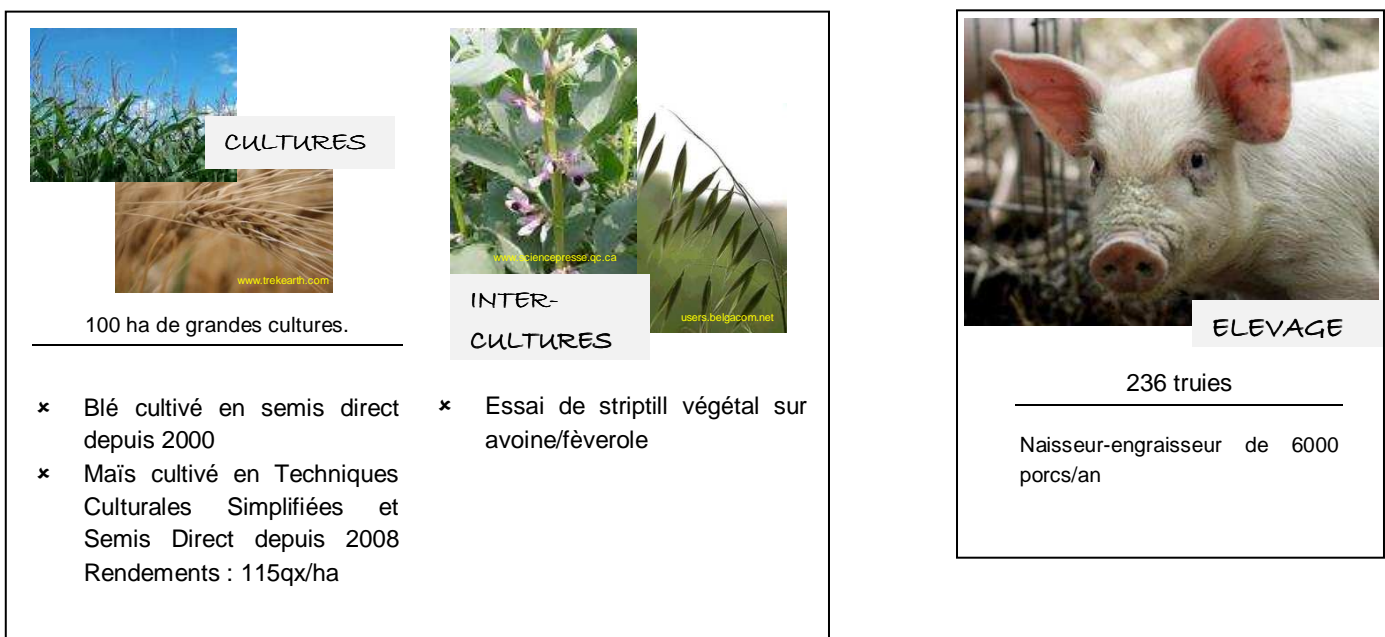 CULTURES
www.trekearth.com
100 ha de grandes cultures.
× Blé cultivé en semis direct
depuis 2000
× Maïs cultivé en Techniques
Culturales Simplifiées et
Semis Direct depuis 2008
Rendements : 115qx/ha
www.sciencepresse.qc.ca
users.belgacom.net
INTER-
CULTURES
× Essai de striptill végétal sur
avoine/fèverole
ELEVAGE
236 truies
Naisseur-engraisseur de 6000
porcs/an